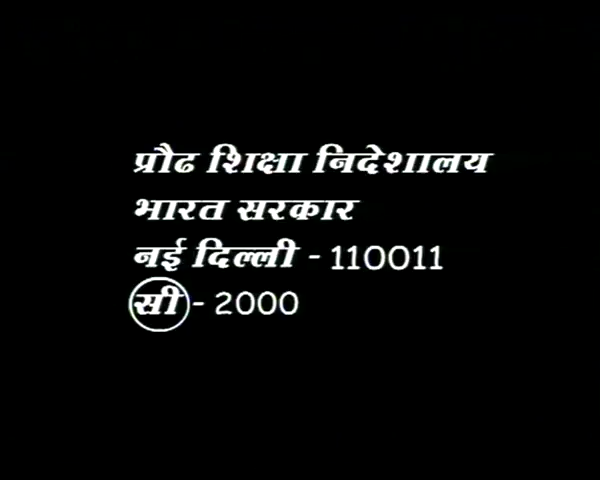 प्रौढ शिक्षा निदेशालय
भारत सरकार
नई दिल्ली - 110011
सी - 2000